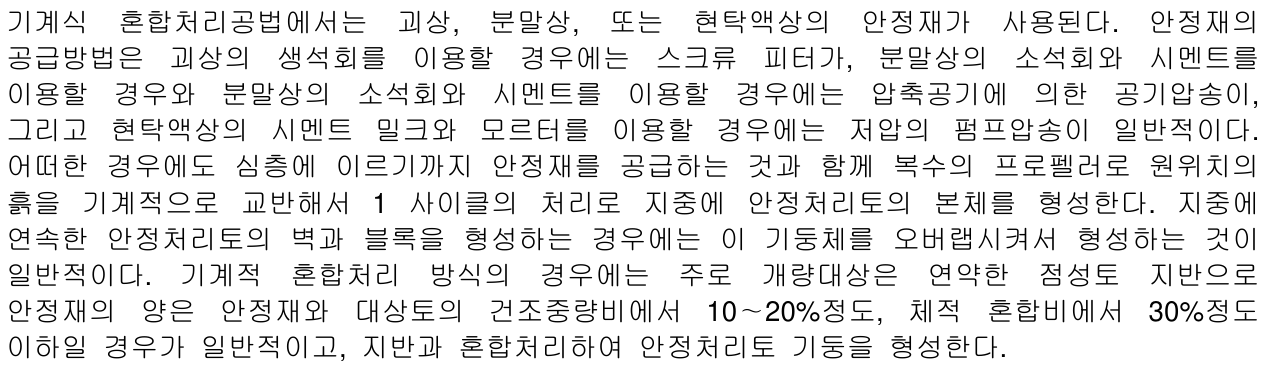 기계식 혼합처리공법에서는 괴상, 분말상, 또는 현탁액상의 안정재가 사용된다. 안정재의
공급방법은 괴상의 생석회를 이용할 경우에는 스크류 피터가, 분말상의 소석회와 시멘트를
이용할 경우와 분말상의 소석회와 시멘트를 이용할 경우에는 압축공기에 의한 공기압송이,
그리고 현탁액상의 시멘트 밀크와 모르터를 이용할 경우에는 저압의 펌프압송이 일반적이다.
어떠한 경우에도 심층에 이르기까지 안정재를 공급하는 것과 함께 복수의 프로펠러로 원위치의
흙을 기계적으로 교반해서 1 사이클의 처리로 지중에 안정처리토의 본체를 형성한다. 지중에
연속한 안정처리토의 벽과 블록을 형성하는 경우에는 이 기둥체를 오버랩시켜서 형성하는 것이
일반적이다. 기계적 혼합처리 방식의 경우에는 주로 개량대상은 연약한 점성토 지반으로
안정재의 양은 안정재와 대상토의 건조중량비에서 10～20%정도, 체적 혼합비에서 30%정도
이하일 경우가 일반적이고, 지반과 혼합처리하여 안정처리토 기둥을 형성한다.